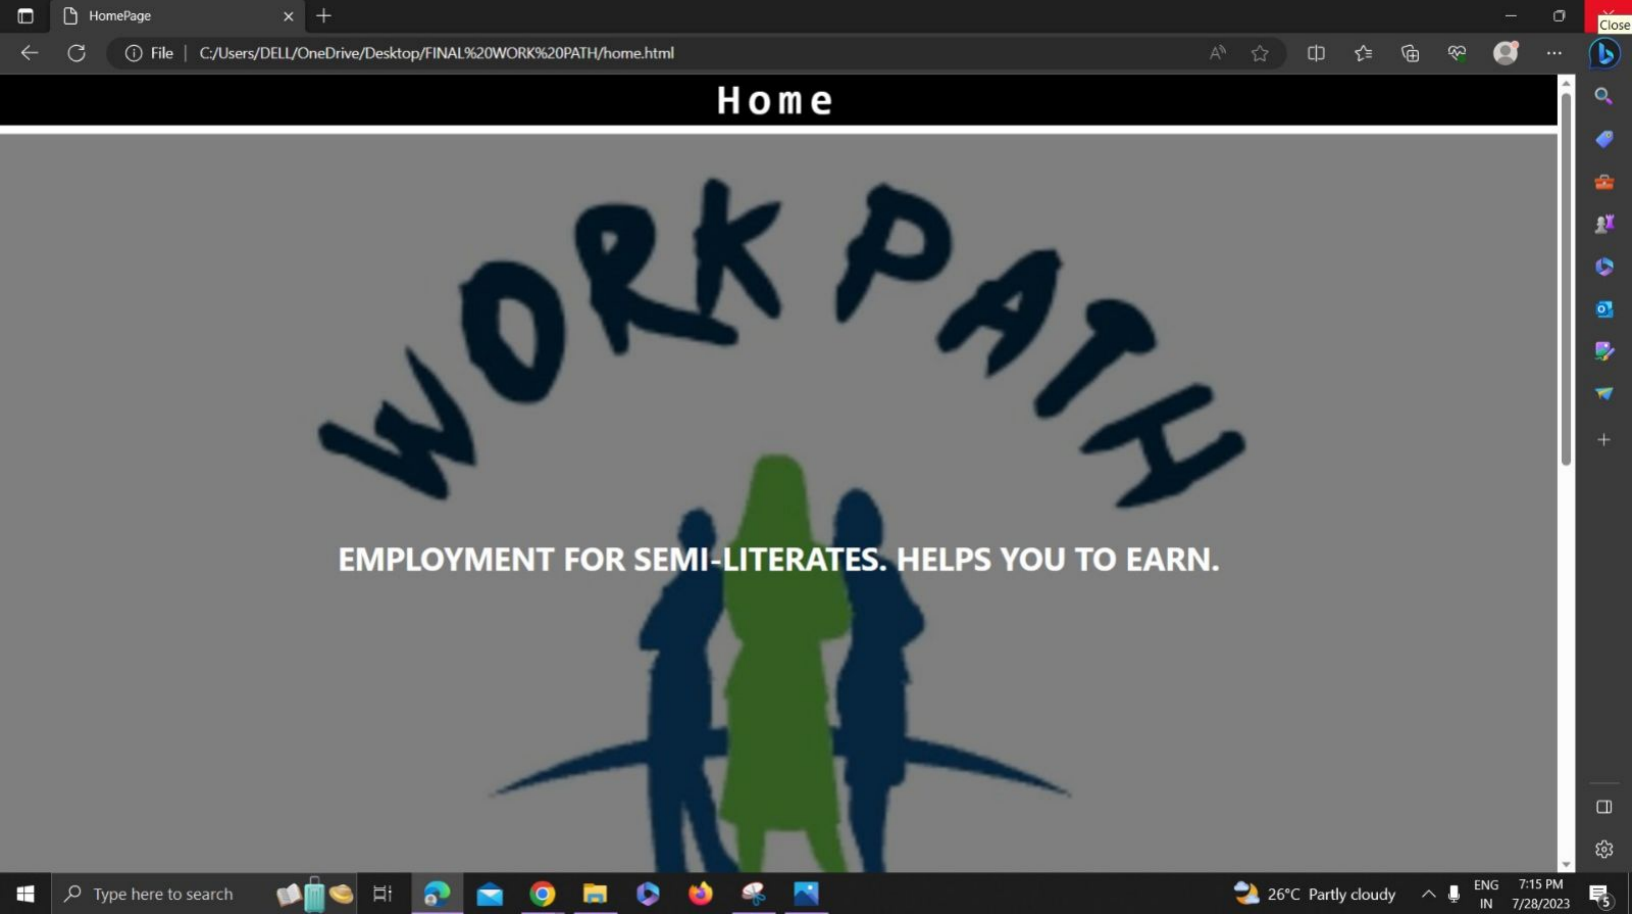 HomePage
Close
File
C:/Users/DELL/OneDrive/Desktop/FINAL%20WORK%20PATH/home.html
Home
WORK PATH
EMPLOYMENT FOR SEMI-LITERATES. HELPS YOU TO EARN.
Type here to search
26°C Partly cloudy
ENG
IN
7:15 PM
7/28/2023
5